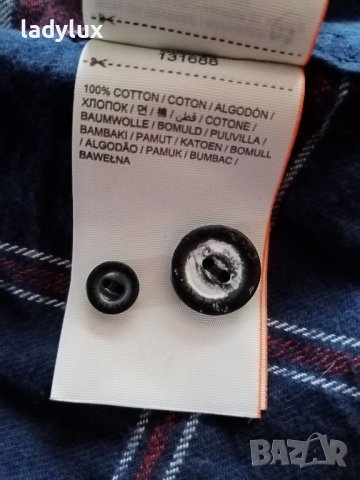 ladylux
131688
100% COTTON / COTON / ALGODÓN /
ХЛОПОК / 면 / 棉 / قطن / COTONE /
BAUMWOLLE / BOMULD / PUUVILLA /
BAMBAKI / PAMUT / KATOEN / BOMULL
/ ALGODÃO / PAMUK / BUMBAC /
BAWEŁNA
BAZAR